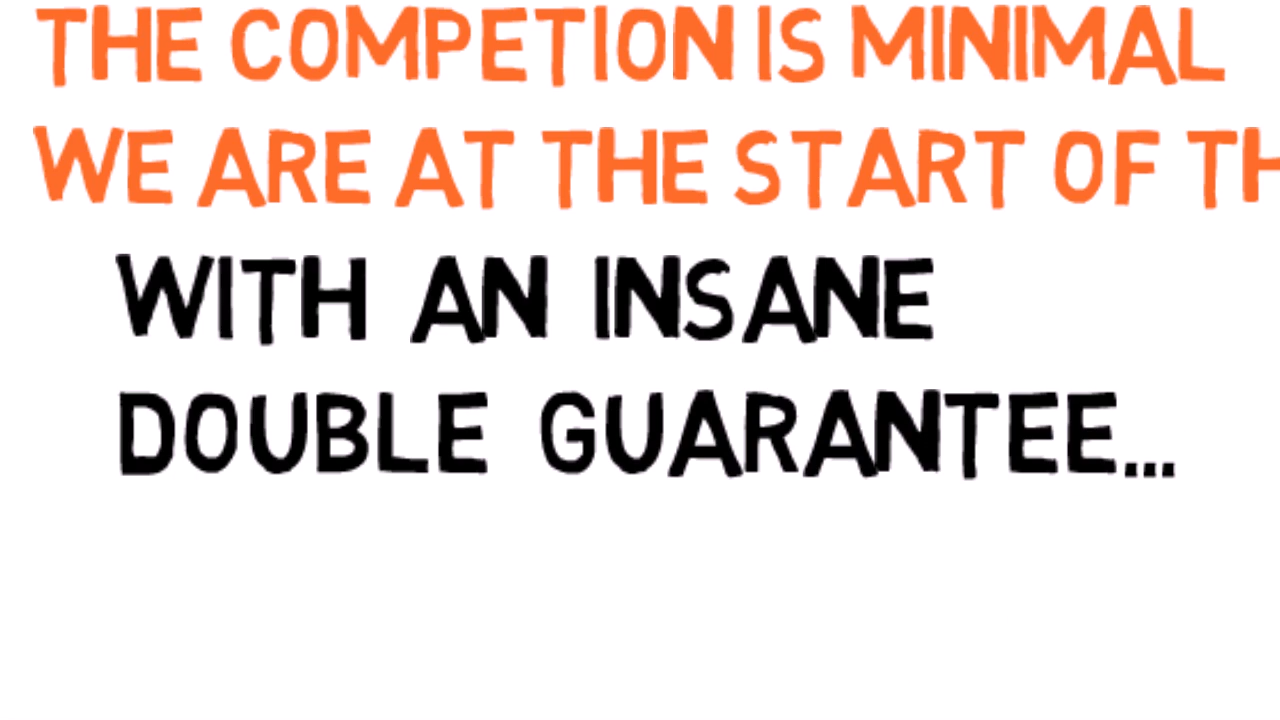 THE COMPETION IS MINIMAL
WE ARE AT THE START OF TH
WITH AN INSANE
DOUBLE GUARANTEE...